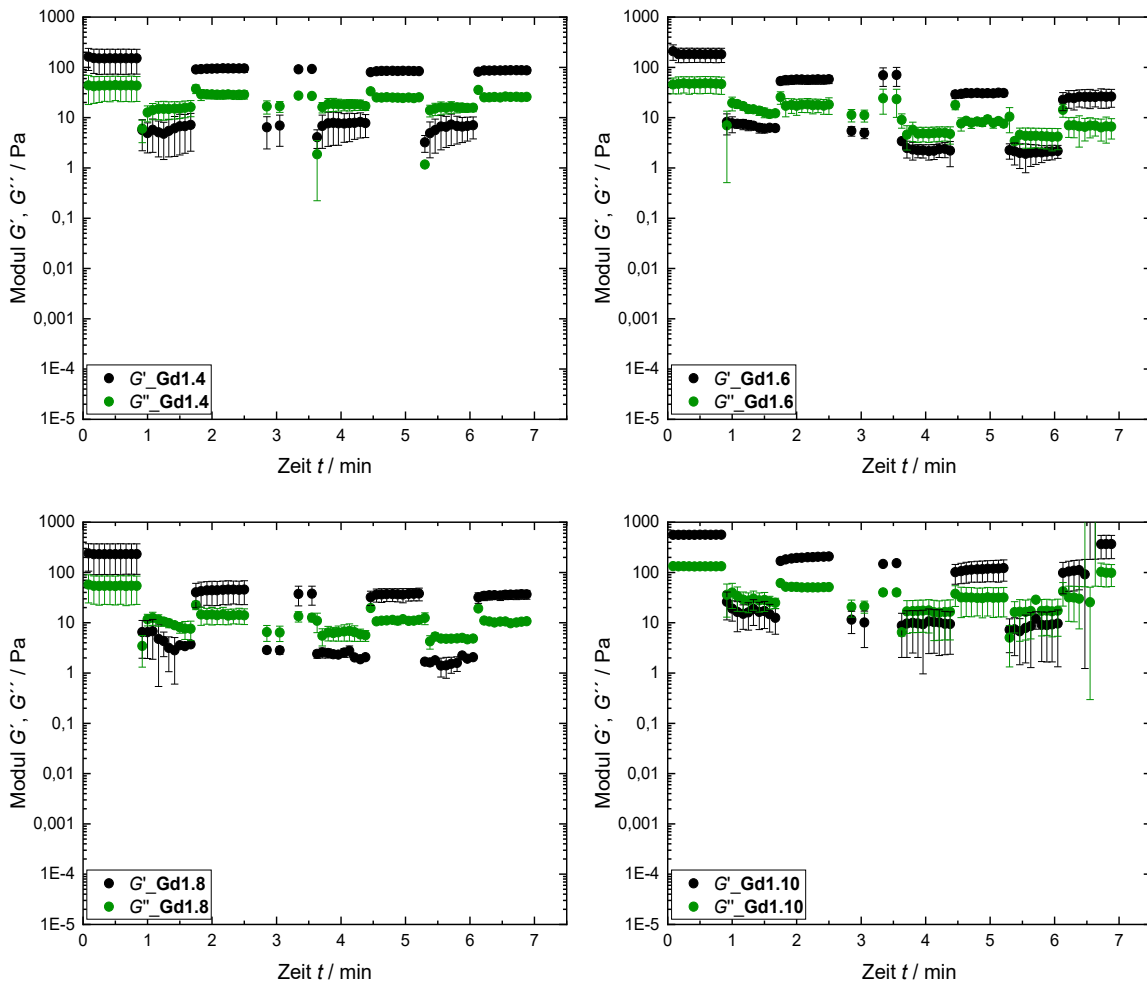 1000
100
10
1
0,1
0,01
0,001
1E-4
1E-5
Modul G´, G´´ / Pa
G'_Gd1.4
G''_Gd1.4
0 1 2 3 4 5 6 7
Zeit t / min
1000
100
10
1
0,1
0,01
0,001
1E-4
1E-5
Modul G´, G´´ / Pa
G'_Gd1.6
G''_Gd1.6
0 1 2 3 4 5 6 7
Zeit t / min
1000
100
10
1
0,1
0,01
0,001
1E-4
1E-5
Modul G´, G´´ / Pa
G'_Gd1.8
G''_Gd1.8
0 1 2 3 4 5 6 7
Zeit t / min
1000
100
10
1
0,1
0,01
0,001
1E-4
1E-5
Modul G´, G´´ / Pa
G'_Gd1.10
G''_Gd1.10
0 1 2 3 4 5 6 7
Zeit t / min